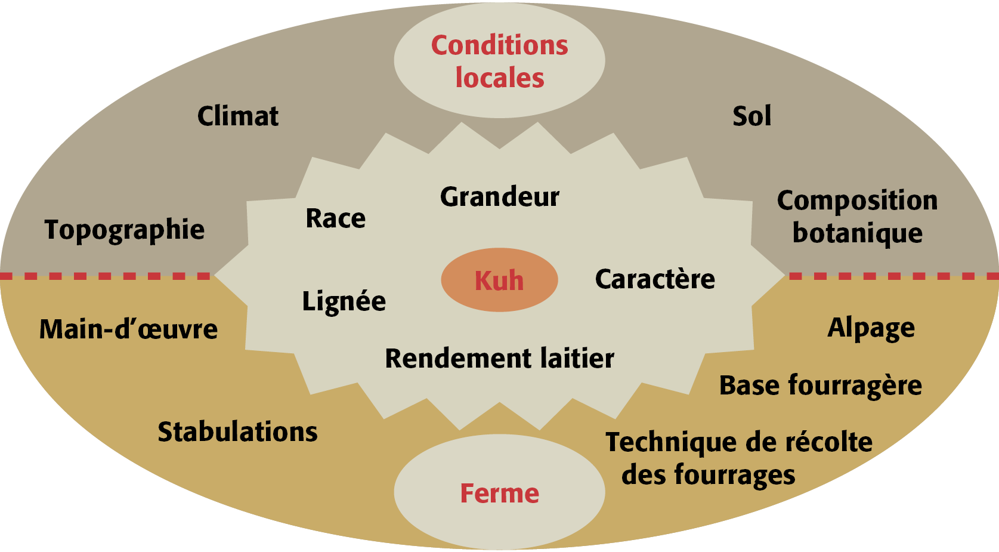 Conditions
locales
Climat
Sol
Topographie
Race
Grandeur
Composition
botanique
Lignée
Kuh
Caractère
Rendement laitier
Main-d’œuvre
Alpage
Base fourragère
Stabulations
Technique de récolte
des fourrages
Ferme